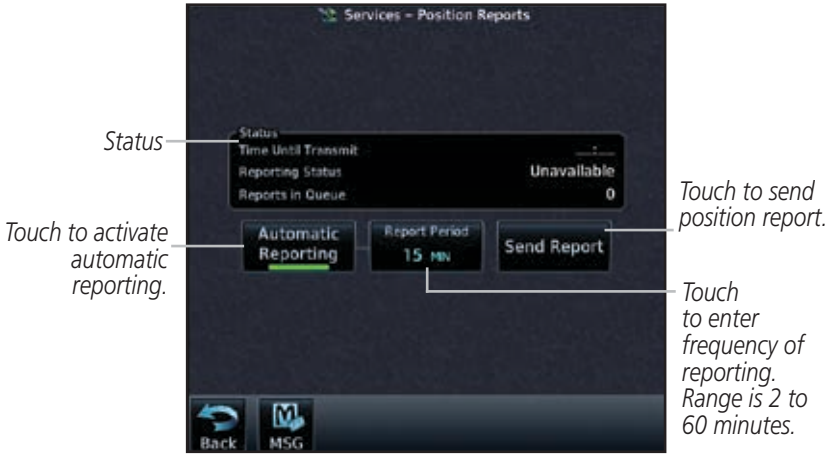 Services – Position Reports
Status
Status
Time Until Transmit __:__
Reporting Status Unavailable
Reports in Queue 0
Touch to activate
automatic
reporting.
Automatic
Reporting
Report Period
15 MIN
Send Report
Touch to send
position report.
Touch
to enter
frequency of
reporting.
Range is 2 to
60 minutes.
Back
MSG